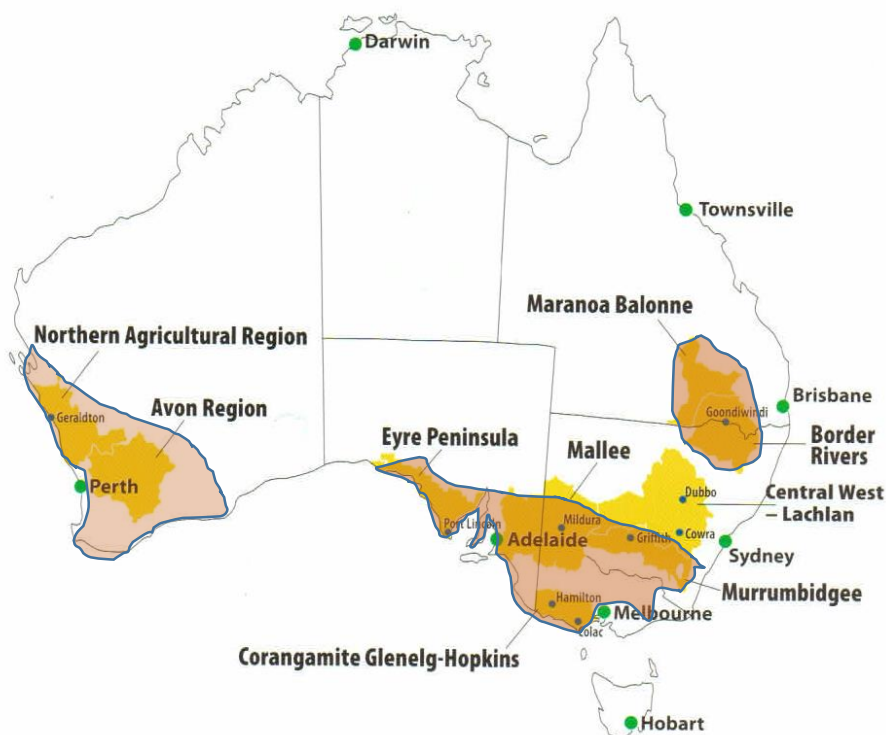 Darwin
Townsville
Maranoa Balonne
Northern Agricultural Region
Geraldton
Avon Region
Brisbane
Goondiwindi
Border
Rivers
Eyre Peninsula
Mallee
Perth
Dubbo
Central West
– Lachlan
Port Lincoln
Mildura
Adelaide
Griffith
Cowra
Sydney
Murrumbidgee
Hamilton
Melbourne
Colac
Corangamite Glenelg-Hopkins
Hobart